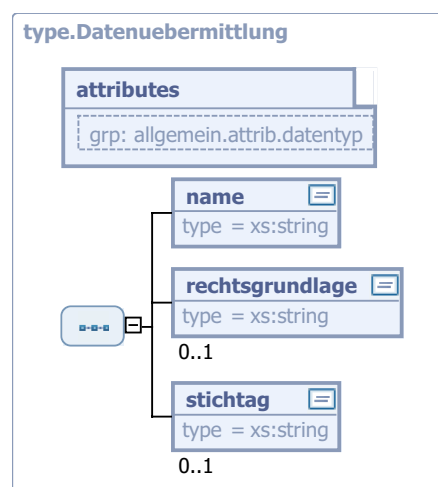 type.Datenuebermittlung
attributes
grp: allgemein.attrib.datentyp
name
type = xs:string
rechtsgrundlage
type = xs:string
0..1
stichtag
type = xs:string
0..1